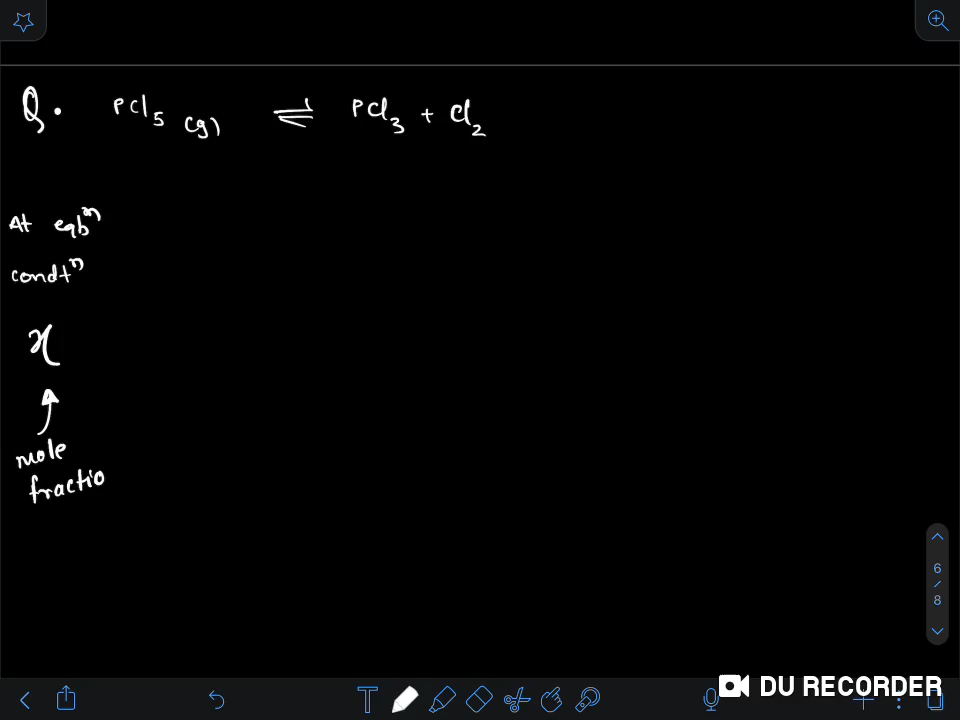 Q. PCl5 (g) ⇌ PCl3 + Cl2
At eqbn
condtn
x
mole
fractio
6
/
8
T
DU RECORDER